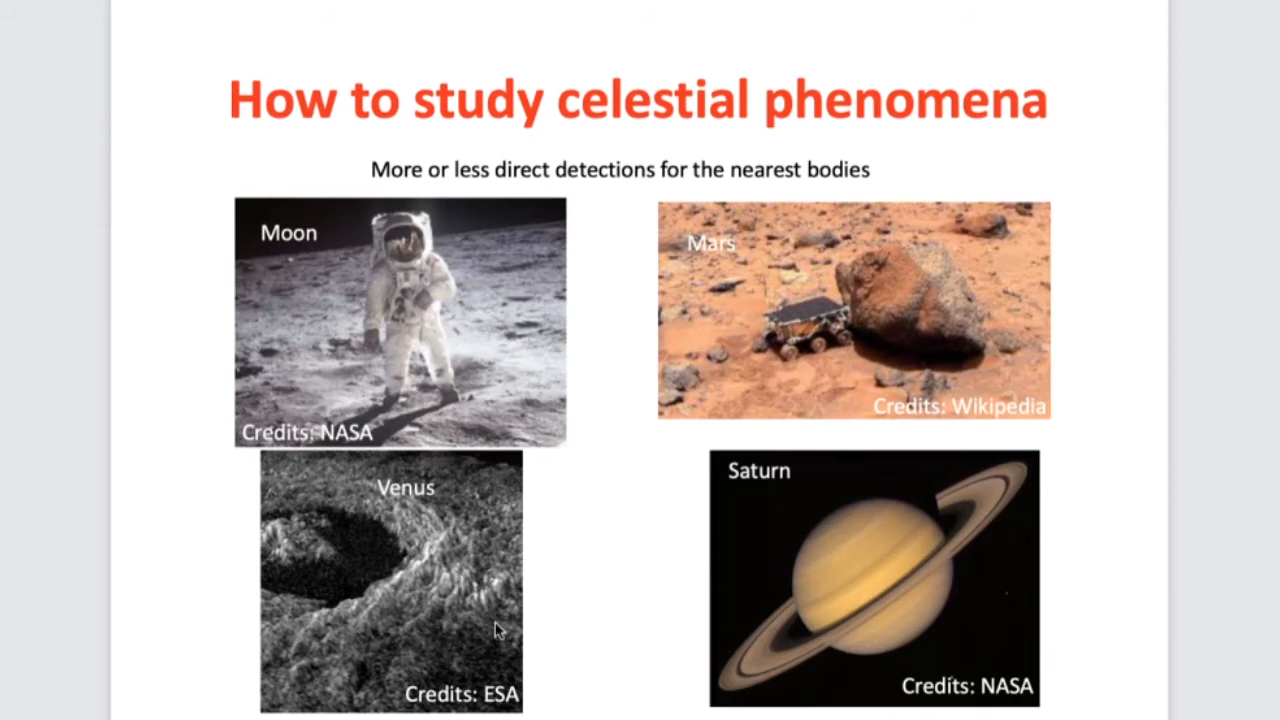 How to study celestial phenomena
More or less direct detections for the nearest bodies
Moon
Credits: NASA
Mars
Credits: Wikipedia
Venus
Credits: ESA
Saturn
Credits: NASA